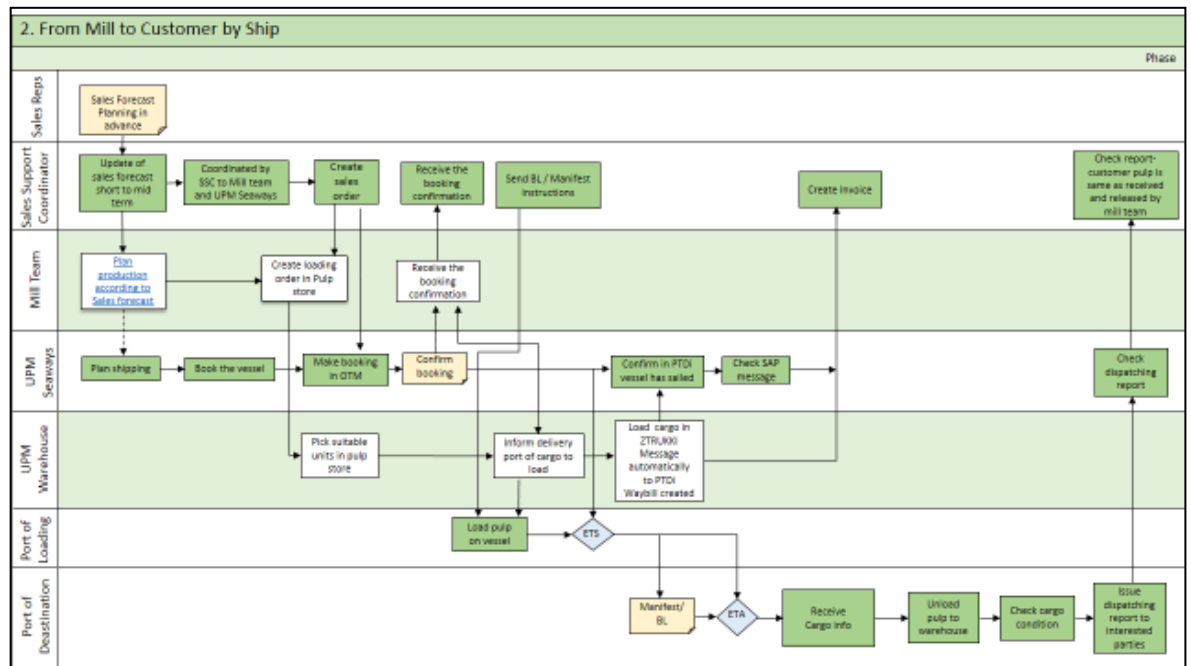 2. From Mill to Customer by Ship
Phase
Sales Reps
Sales Forecast
Planning in
advance
Sales Support
Coordinator
Update of
sales forecast
short to mid
term
Coordinated by
SSC to Mill team
and UPM Seaways
Create
sales
order
Receive the
booking
confirmation
Send BL / Manifest
Instructions
Create Invoice
Check report-
customer pulp is
same as received
and released by
mill team
Mill Team
Plan
production
according to
Sales forecast
Create loading
order in Pulp
store
Receive the
booking
confirmation
UPM
Seaways
Plan shipping
Book the vessel
Make booking
in OTM
Confirm
booking
Confirm in PTDi
vessel has sailed
Check SAP
message
Check
dispatching
report
UPM
Warehouse
Pick suitable
units in pulp
store
Inform delivery
port of cargo to
load
Load cargo in
ZTRUKKI
Message
automatically
to PTDi
Waybill created
Port of
Loading
Load pulp
on vessel
ETS
Port of
Deastination
Manifest/
BL
ETA
Receive
Cargo Info
Unload
pulp to
warehouse
Check cargo
condition
Issue
dispatching
report to
interested
parties